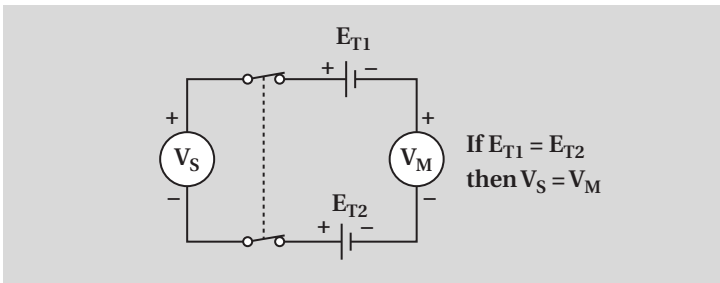 E_T1
+ −
+
V_S
−
+
V_M
−
If E_T1 = E_T2
then V_S = V_M
E_T2
+ −